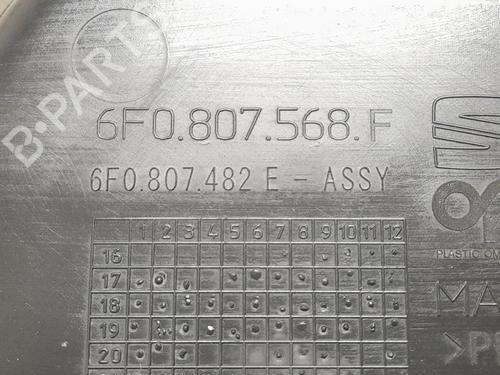 B-PARTS
6F0.807.568.F
6F0.807.482 E - ASSY
1 2 3 4 5 6 7 8 9 10 11 12
16
17
18
19
20
PLASTIC OM
MA
>P